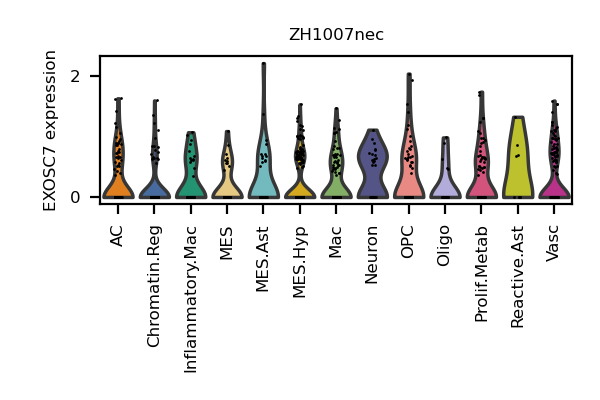 ZH1007nec
EXOSC7 expression
2
0
AC
Chromatin.Reg
Inflammatory.Mac
MES
MES.Ast
MES.Hyp
Mac
Neuron
OPC
Oligo
Prolif.Metab
Reactive.Ast
Vasc